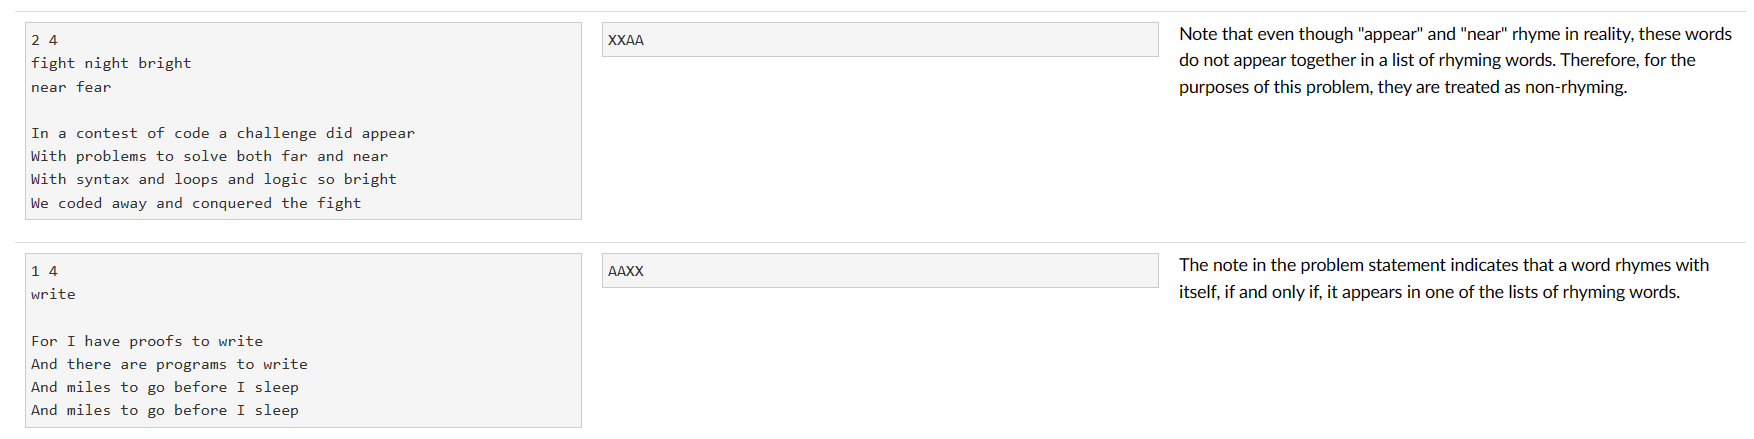 2 4
fight night bright
near fear

In a contest of code a challenge did appear
With problems to solve both far and near
With syntax and loops and logic so bright
We coded away and conquered the fight
XXAA
Note that even though "appear" and "near" rhyme in reality, these words
do not appear together in a list of rhyming words. Therefore, for the
purposes of this problem, they are treated as non-rhyming.
1 4
write

For I have proofs to write
And there are programs to write
And miles to go before I sleep
And miles to go before I sleep
AAXX
The note in the problem statement indicates that a word rhymes with
itself, if and only if, it appears in one of the lists of rhyming words.